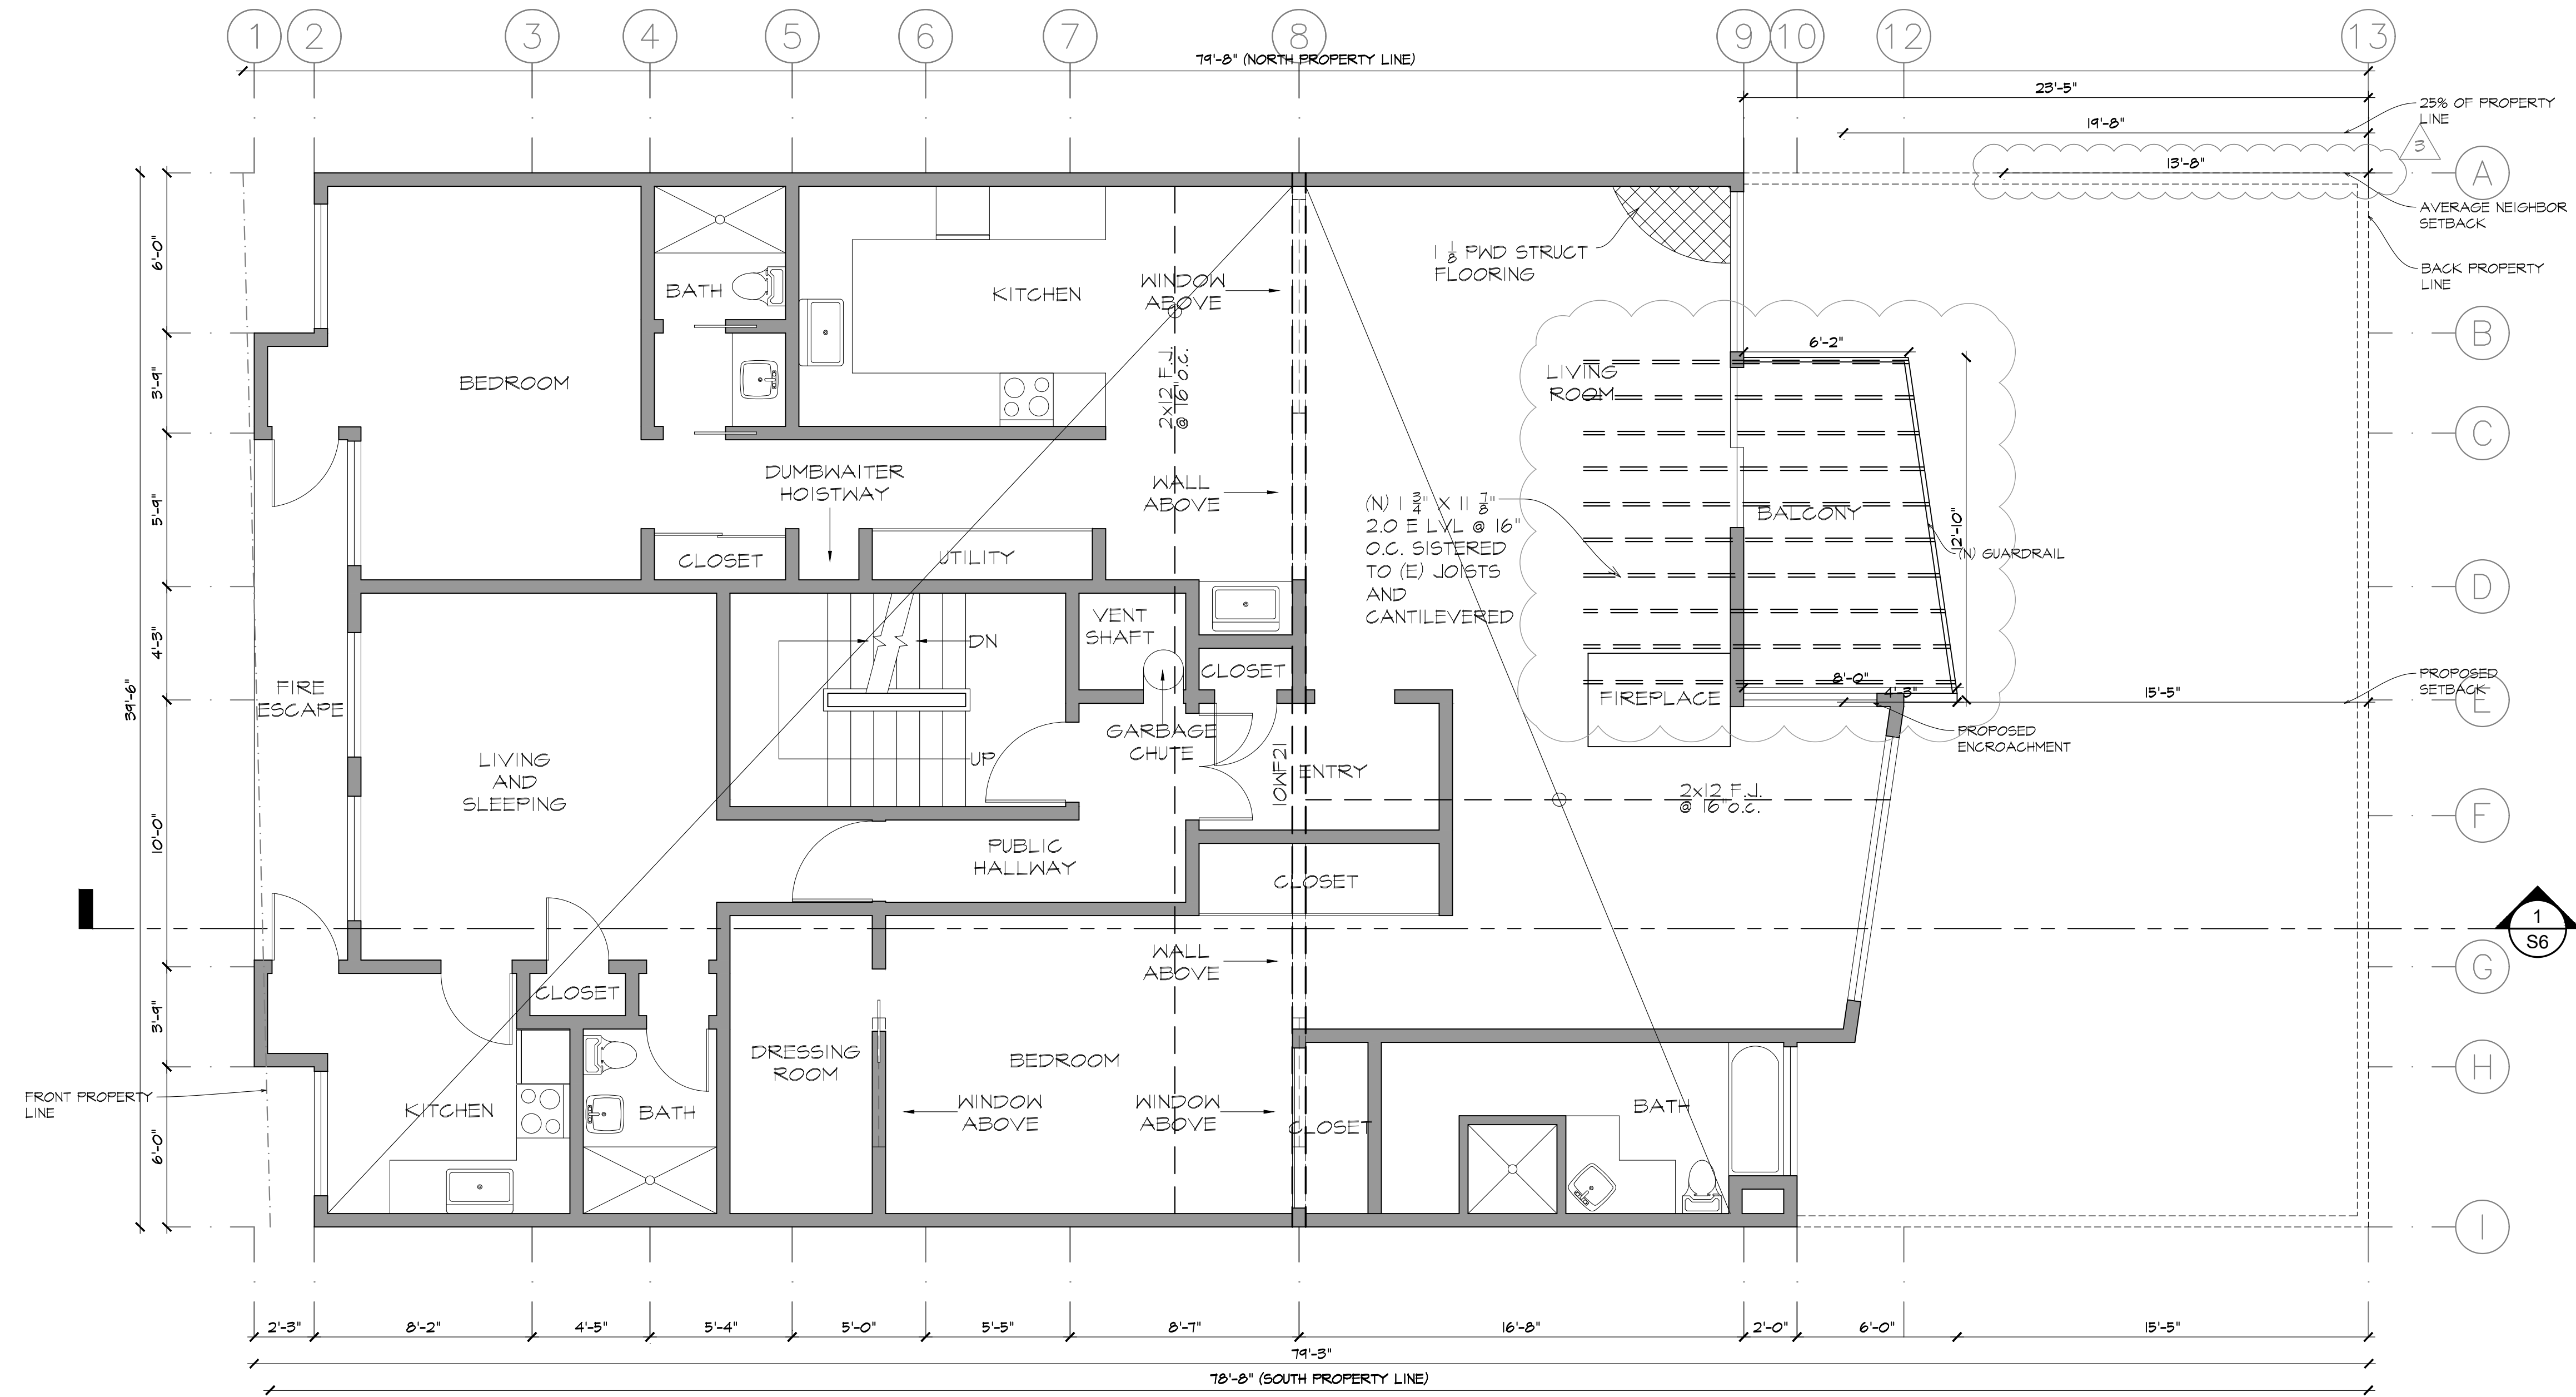 1
2
3
4
5
6
7
8
9
10
12
13
79'-8" (NORTH PROPERTY LINE)
23'-5"
25% OF PROPERTY
LINE
19'-8"
3
13'-8"
A
AVERAGE NEIGHBOR
SETBACK
BACK PROPERTY
LINE
B
C
D
E
F
G
H
I
39'-6"
6'-0"
3'-9"
5'-9"
4'-3"
10'-0"
3'-9"
6'-0"
BEDROOM
BATH
KITCHEN
WINDOW
ABOVE
2x12 F.J.
@ 16"o.c.
1 1/8 PWD STRUCT
FLOORING
LIVING
ROOM
6'-2"
DUMBWAITER
HOISTWAY
WALL
ABOVE
(N) 1 3/4" X 11 7/8"
2.0 E LVL @ 16"
O.C. SISTERED
TO (E) JOISTS
AND
CANTILEVERED
BALCONY
12'-10"
(N) GUARDRAIL
CLOSET
UTILITY
VENT
SHAFT
DN
UP
CLOSET
FIRE
ESCAPE
LIVING
AND
SLEEPING
GARBAGE
CHUTE
10WF21
ENTRY
FIREPLACE
8'-0"
4'-3"
15'-5"
PROPOSED
SETBACK
PROPOSED
ENCROACHMENT
2x12 F.J.
@ 16"o.c.
PUBLIC
HALLWAY
CLOSET
1
S6
WALL
ABOVE
CLOSET
DRESSING
ROOM
BEDROOM
FRONT PROPERTY
LINE
KITCHEN
BATH
WINDOW
ABOVE
WINDOW
ABOVE
CLOSET
BATH
2'-3"
8'-2"
4'-5"
5'-4"
5'-0"
5'-5"
8'-7"
16'-8"
2'-0"
6'-0"
15'-5"
79'-3"
78'-8" (SOUTH PROPERTY LINE)